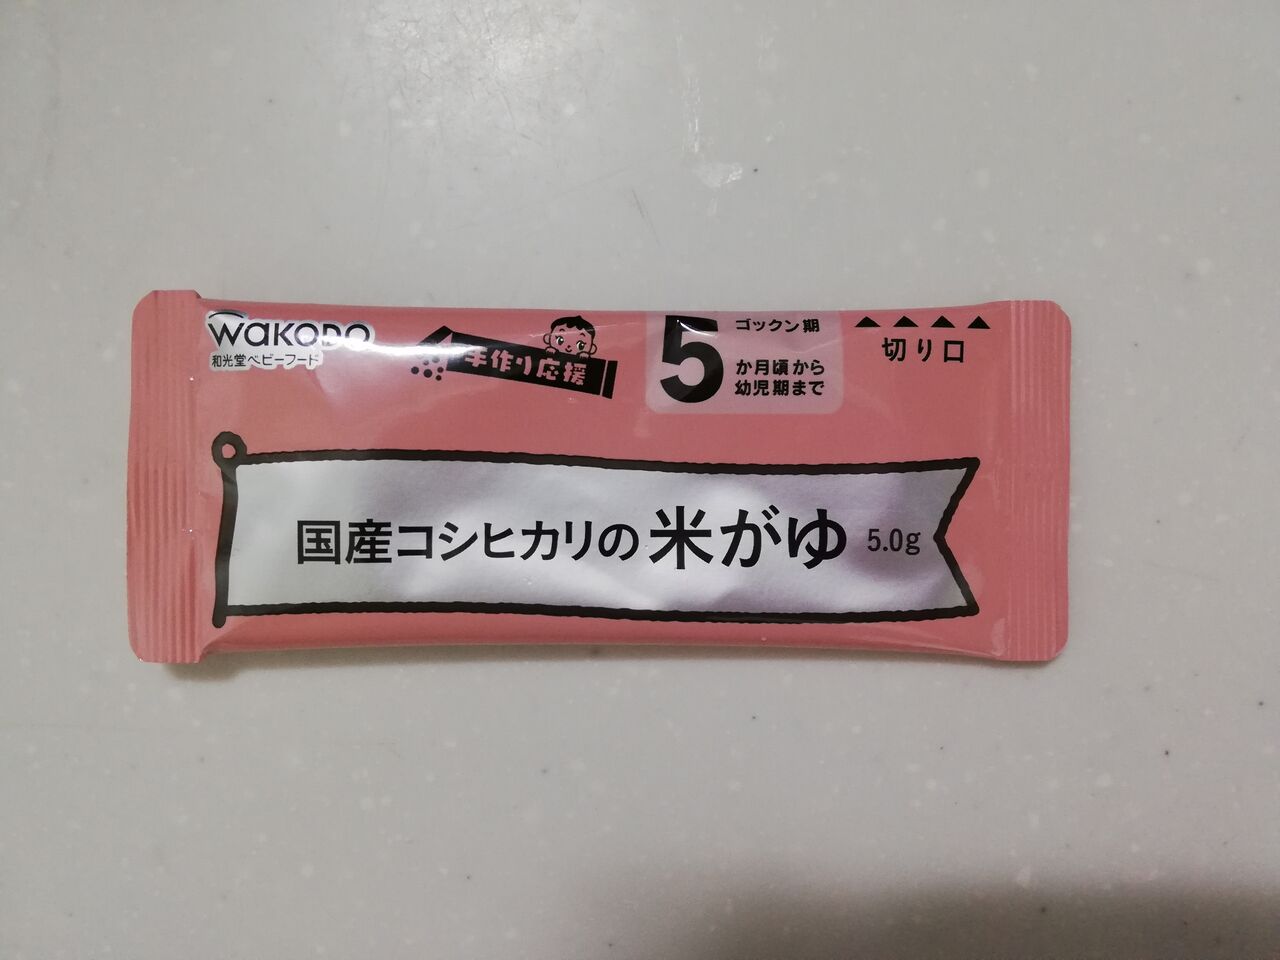 WaKODO
和光堂ベビーフード
手作り応援
5
ゴックン期
か月頃から
幼児期まで
切り口
国産コシヒカリの米がゆ 5.0g